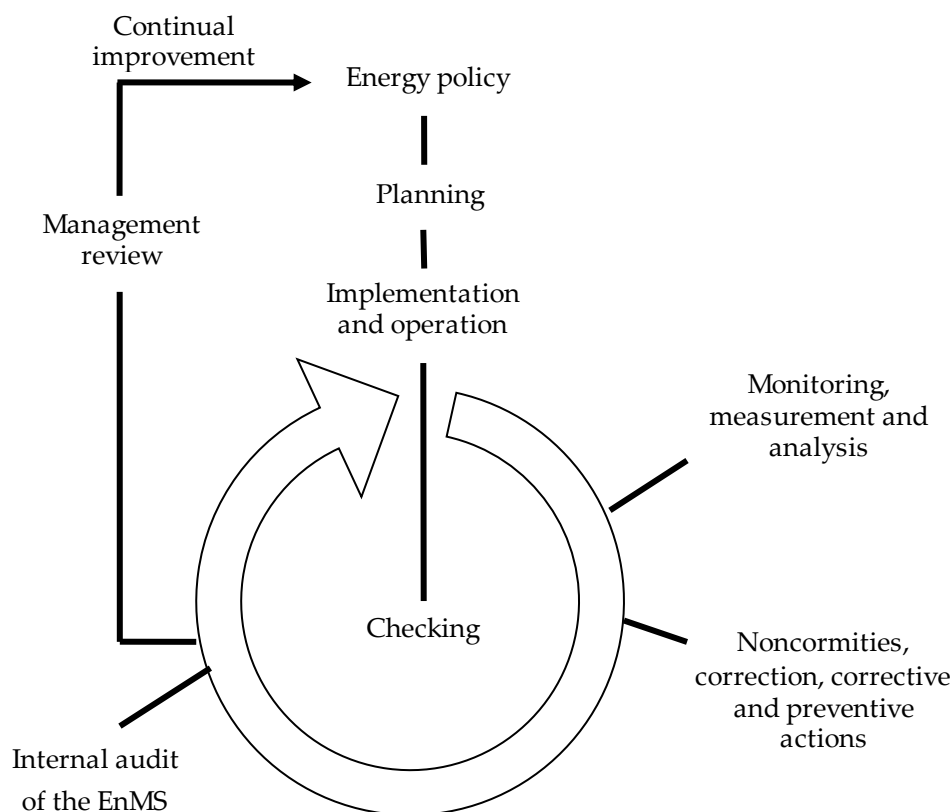 Continual
improvement
Energy policy
Planning
Management
review
Implementation
and operation
Monitoring,
measurement and
analysis
Checking
Noncormities,
correction, corrective
and preventive
actions
Internal audit
of the EnMS